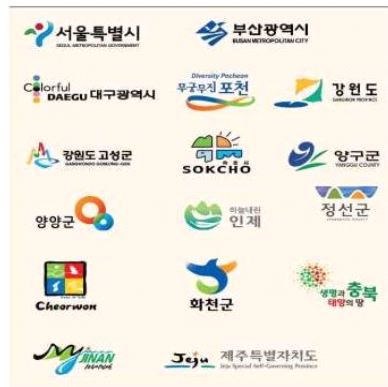 서울특별시
SEOUL METROPOLITAN GOVERNMENT
부산광역시
BUSAN METROPOLITAN CITY
Colorful
DAEGU 대구광역시
Diversity Pocheon
무궁무진 포천
강원도
GANGWON PROVINCE
강원도 고성군
SOKCHO
양구군
YANGGU COUNTY
양양군
하늘내린
인제
정선군
Cheorwon
화천군
생명과 충북
태양의 땅
My JINAN
Jeju 제주특별자치도
Jeju Special Self-Governing Province